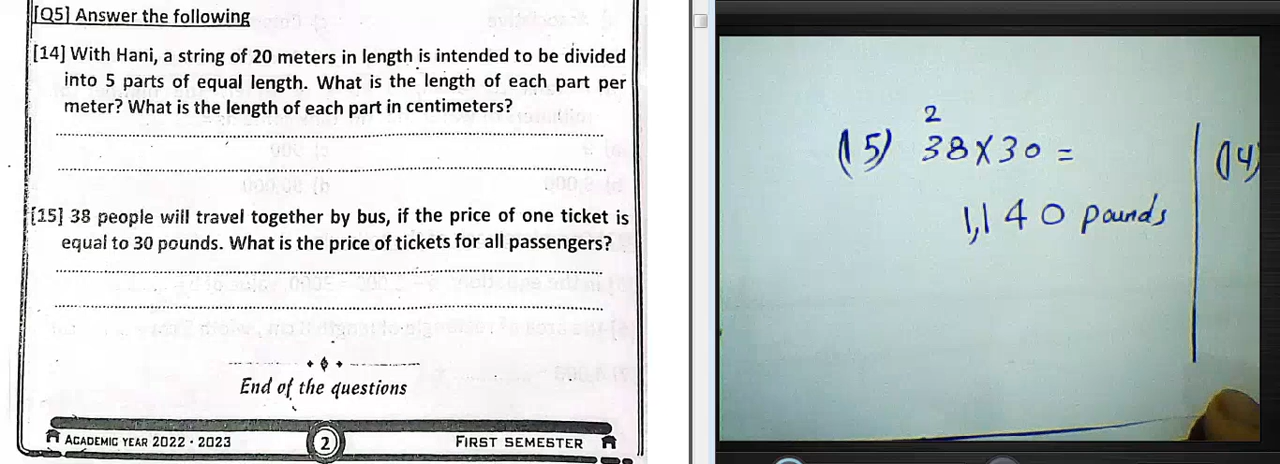 [Q5] Answer the following
[14] With Hani, a string of 20 meters in length is intended to be divided
into 5 parts of equal length. What is the length of each part per
meter? What is the length of each part in centimeters?
[15] 38 people will travel together by bus, if the price of one ticket is
equal to 30 pounds. What is the price of tickets for all passengers?
End of the questions
ACADEMIC YEAR 2022 - 2023
2
FIRST SEMESTER
2
(15) 38 X 30 =
1,140 pounds
(14)